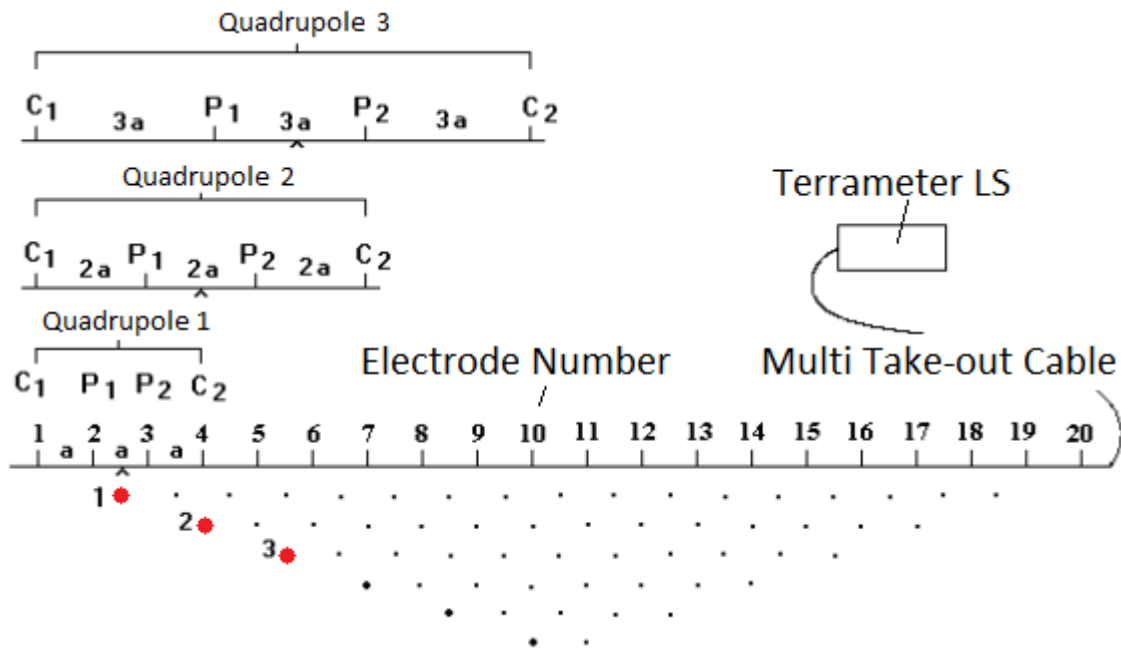 Quadrupole 3
C1 3a P1 3a P2 3a C2
Quadrupole 2
C1 2a P1 2a P2 2a C2
Terrameter LS
Quadrupole 1
Electrode Number
Multi Take-out Cable
C1 P1 P2 C2
1 2 3 4 5 6 7 8 9 10 11 12 13 14 15 16 17 18 19 20
a a a
1
2
3